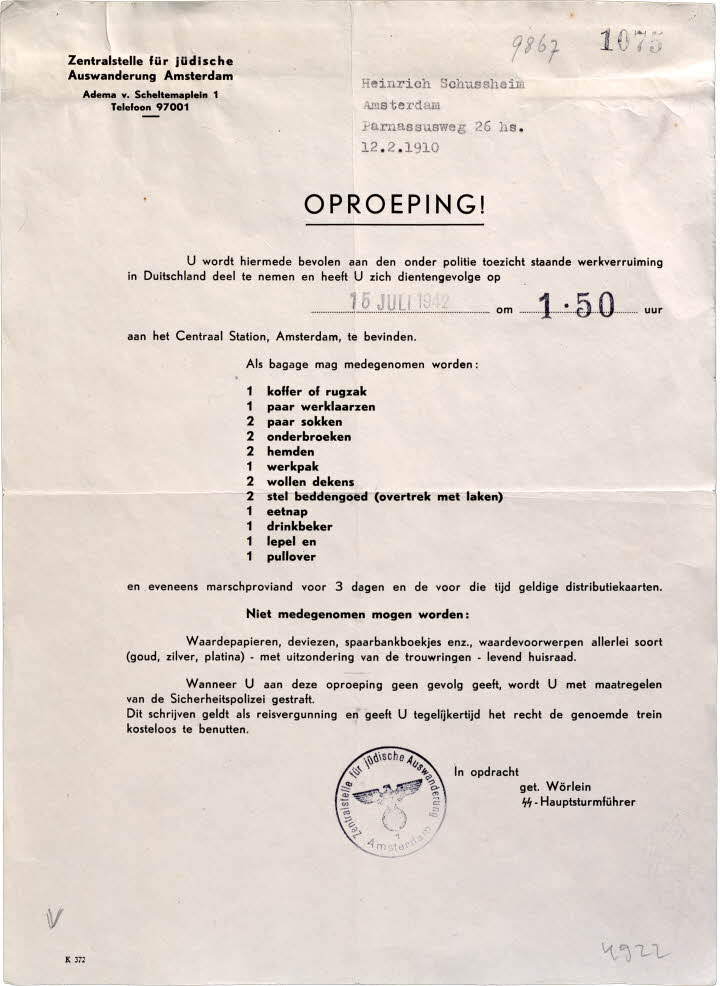 9867 1075
Zentralstelle für jüdische
Auswanderung Amsterdam
Adema v. Scheltemaplein 1
Telefoon 97001
Heinrich Schussheim
Amsterdam
Parnassusweg 26 hs.
12.2.1910
OPROEPING!
U wordt hiermede bevolen aan den onder politie toezicht staande werkverruiming
in Duitschland deel te nemen en heeft U zich dientengevolge op
15 JULI 1942 om 1·50 uur
aan het Centraal Station, Amsterdam, te bevinden.
Als bagage mag medegenomen worden:
1 koffer of rugzak
1 paar werklaarzen
2 paar sokken
2 onderbroeken
2 hemden
1 werkpak
2 wollen dekens
2 stel beddengoed (overtrek met laken)
1 eetnap
1 drinkbeker
1 lepel en
1 pullover
en eveneens marschproviand voor 3 dagen en de voor die tijd geldige distributiekaarten.
Niet medegenomen mogen worden:
Waardepapieren, deviezen, spaarbankboekjes enz., waardevoorwerpen allerlei soort
(goud, zilver, platina) - met uitzondering van de trouwringen - levend huisraad.
Wanneer U aan deze oproeping geen gevolg geeft, wordt U met maatregelen
van de Sicherheitspolizei gestraft.
Dit schrijven geldt als reisvergunning en geeft U tegelijkertijd het recht de genoemde trein
kosteloos te benutten.
Zentralstelle für jüdische Auswanderung
Amsterdam
1
In opdracht
get. Wörlein
ᛋᛋ-Hauptsturmführer
V
K 372
4922